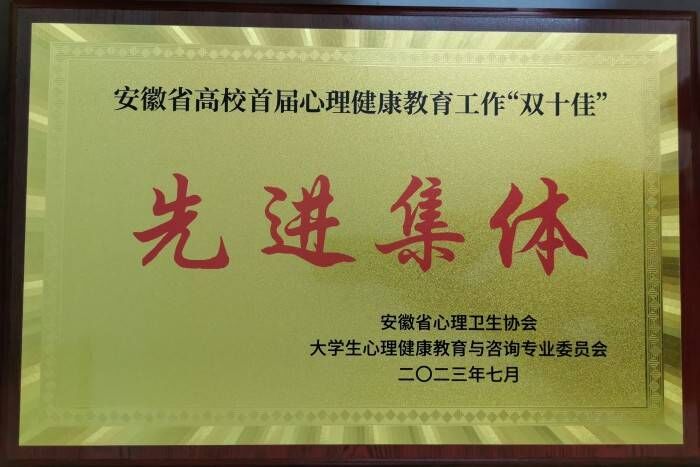 安徽省高校首届心理健康教育工作“双十佳”
先进集体
安徽省心理卫生协会
大学生心理健康教育与咨询专业委员会
二〇二三年七月